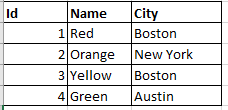 Id Name City
1 Red Boston
2 Orange New York
3 Yellow Boston
4 Green Austin